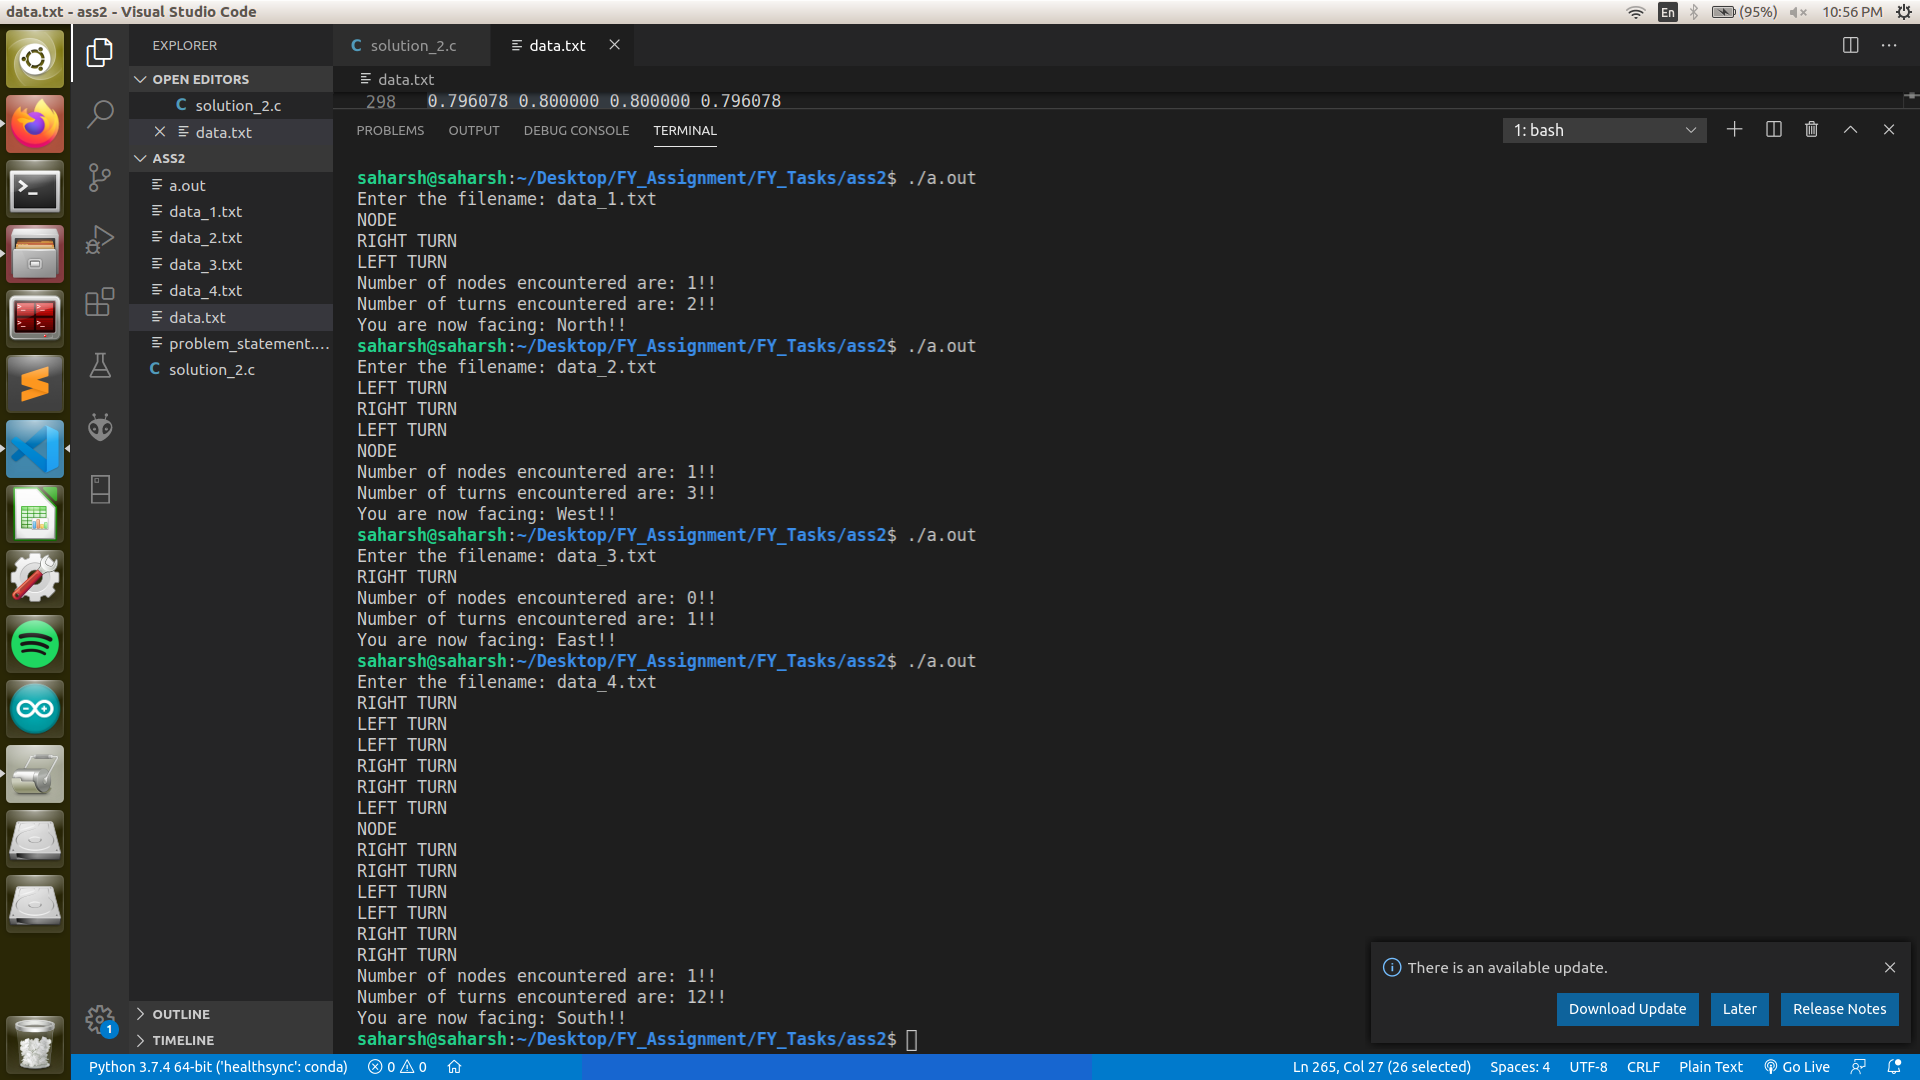 data.txt - ass2 - Visual Studio Code
En
(95%)
10:56 PM
EXPLORER
OPEN EDITORS
C solution_2.c
data.txt
ASS2
a.out
data_1.txt
data_2.txt
data_3.txt
data_4.txt
data.txt
problem_statement....
C solution_2.c
OUTLINE
TIMELINE
1
C solution_2.c
data.txt
data.txt
298 0.796078 0.800000 0.800000 0.796078
PROBLEMS OUTPUT DEBUG CONSOLE TERMINAL
1: bash
saharsh@saharsh:~/Desktop/FY_Assignment/FY_Tasks/ass2$ ./a.out
Enter the filename: data_1.txt
NODE
RIGHT TURN
LEFT TURN
Number of nodes encountered are: 1!!
Number of turns encountered are: 2!!
You are now facing: North!!
saharsh@saharsh:~/Desktop/FY_Assignment/FY_Tasks/ass2$ ./a.out
Enter the filename: data_2.txt
LEFT TURN
RIGHT TURN
LEFT TURN
NODE
Number of nodes encountered are: 1!!
Number of turns encountered are: 3!!
You are now facing: West!!
saharsh@saharsh:~/Desktop/FY_Assignment/FY_Tasks/ass2$ ./a.out
Enter the filename: data_3.txt
RIGHT TURN
Number of nodes encountered are: 0!!
Number of turns encountered are: 1!!
You are now facing: East!!
saharsh@saharsh:~/Desktop/FY_Assignment/FY_Tasks/ass2$ ./a.out
Enter the filename: data_4.txt
RIGHT TURN
LEFT TURN
LEFT TURN
RIGHT TURN
RIGHT TURN
LEFT TURN
NODE
RIGHT TURN
RIGHT TURN
LEFT TURN
LEFT TURN
RIGHT TURN
RIGHT TURN
Number of nodes encountered are: 1!!
Number of turns encountered are: 12!!
You are now facing: South!!
saharsh@saharsh:~/Desktop/FY_Assignment/FY_Tasks/ass2$
There is an available update.
Download Update
Later
Release Notes
Python 3.7.4 64-bit ('healthsync': conda)
0
0
Ln 265, Col 27 (26 selected)
Spaces: 4
UTF-8
CRLF
Plain Text
Go Live